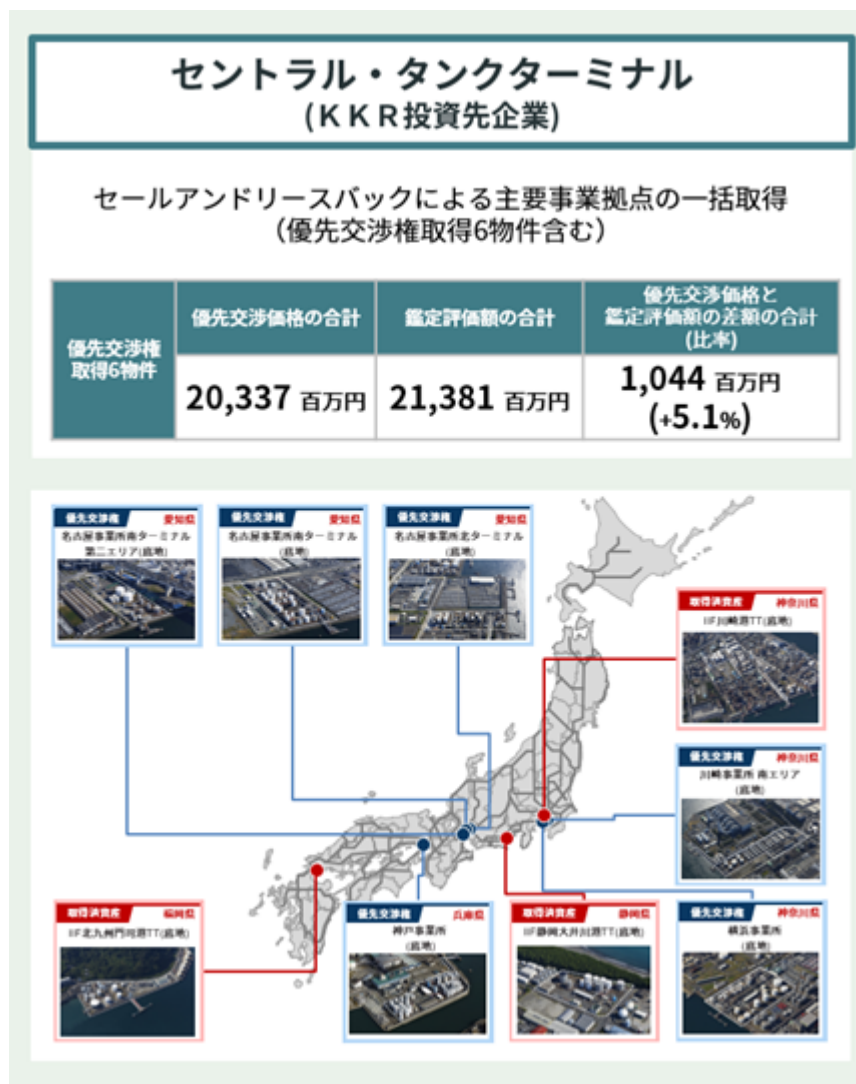 セントラル・タンクターミナル
(ＫＫＲ投資先企業)
セールアンドリースバックによる主要事業拠点の一括取得
（優先交渉権取得6物件含む）
優先交渉権
取得6物件
優先交渉価格の合計
鑑定評価額の合計
優先交渉価格と
鑑定評価額の差額の合計
(比率)
20,337 百万円
21,381 百万円
1,044 百万円
(+5.1%)
優先交渉権 愛知県
名古屋事業所南ターミナル
第二エリア(底地)
優先交渉権 愛知県
名古屋事業所南ターミナル
(底地)
優先交渉権 愛知県
名古屋事業所北ターミナル
(底地)
取得済資産 神奈川県
IIF川崎港TT(底地)
優先交渉権 神奈川県
川崎事業所 南エリア
(底地)
取得済資産 福岡県
IIF北九州門司港TT(底地)
優先交渉権 兵庫県
神戸事業所
(底地)
取得済資産 静岡県
IIF静岡大井川港TT(底地)
優先交渉権 神奈川県
横浜事業所
(底地)